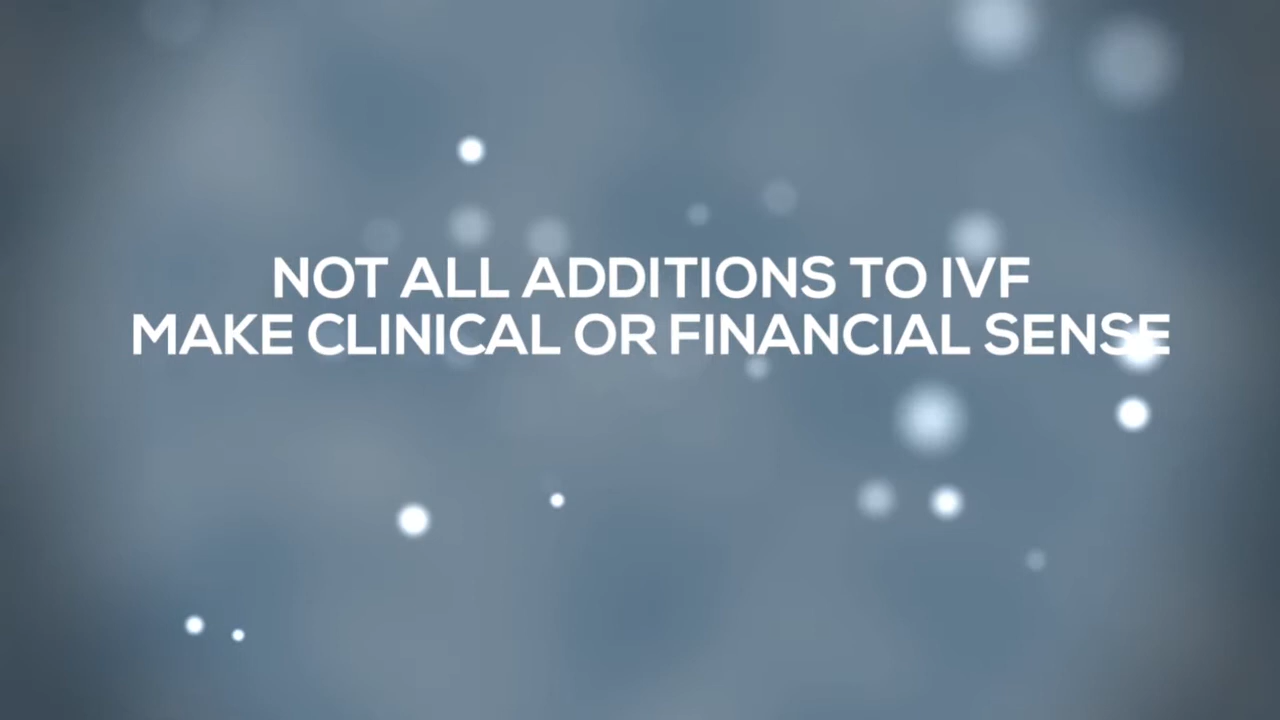 NOT ALL ADDITIONS TO IVF
MAKE CLINICAL OR FINANCIAL SENSE